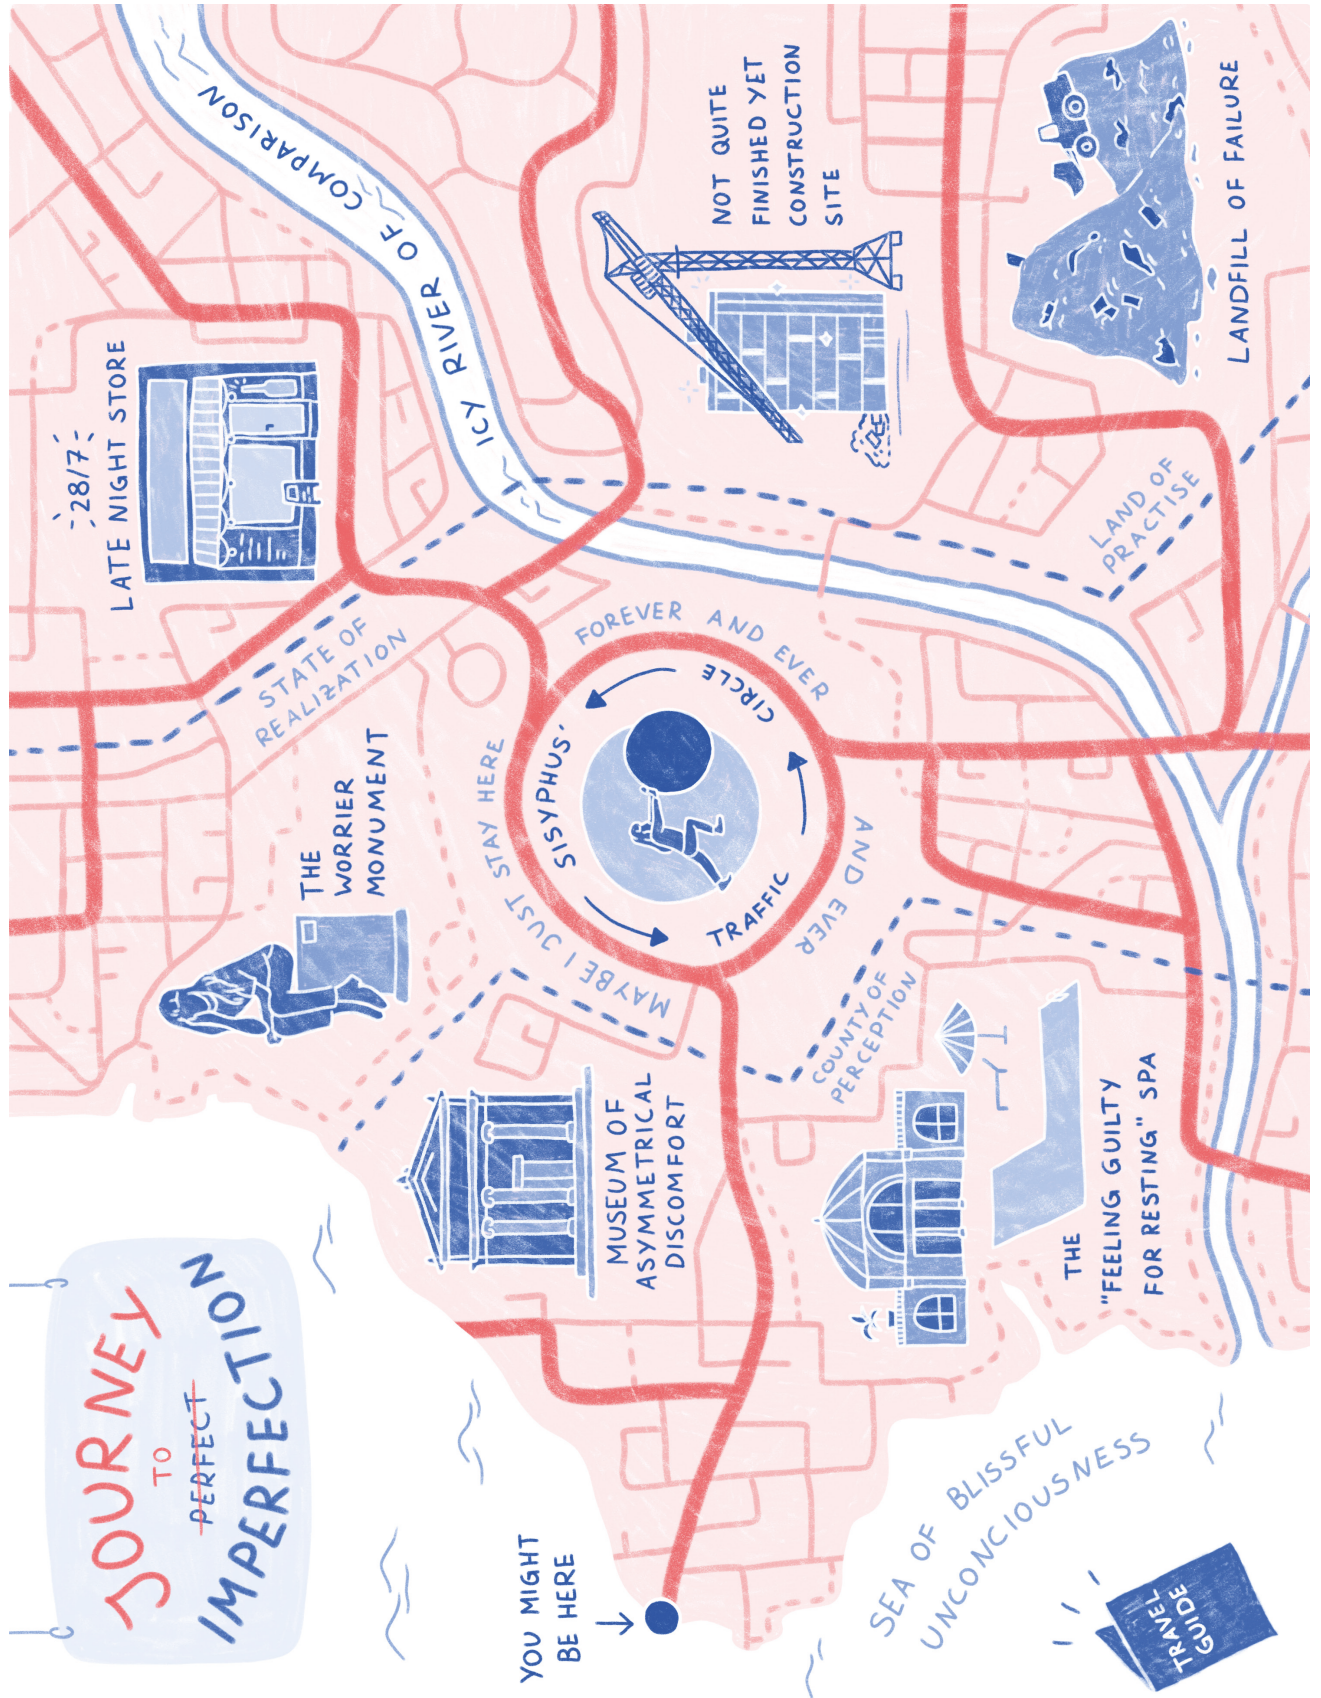 JOURNEY
TO
PERFECT
IMPERFECTION
28/7
LATE NIGHT STORE
ICY RIVER OF COMPARISON
NOT QUITE
FINISHED YET
CONSTRUCTION
SITE
LANDFILL OF FAILURE
STATE OF
REALIZATION
LAND OF
PRACTISE
THE
WORRIER
MONUMENT
SISYPHUS'
TRAFFIC
CIRCLE
MAYBE I JUST STAY HERE
FOREVER AND EVER
AND EVER
MUSEUM OF
ASYMMETRICAL
DISCOMFORT
COUNTY OF
PERCEPTION
THE
"FEELING GUILTY
FOR RESTING" SPA
YOU MIGHT
BE HERE
SEA OF BLISSFUL
UNCONCIOUSNESS
TRAVEL
GUIDE